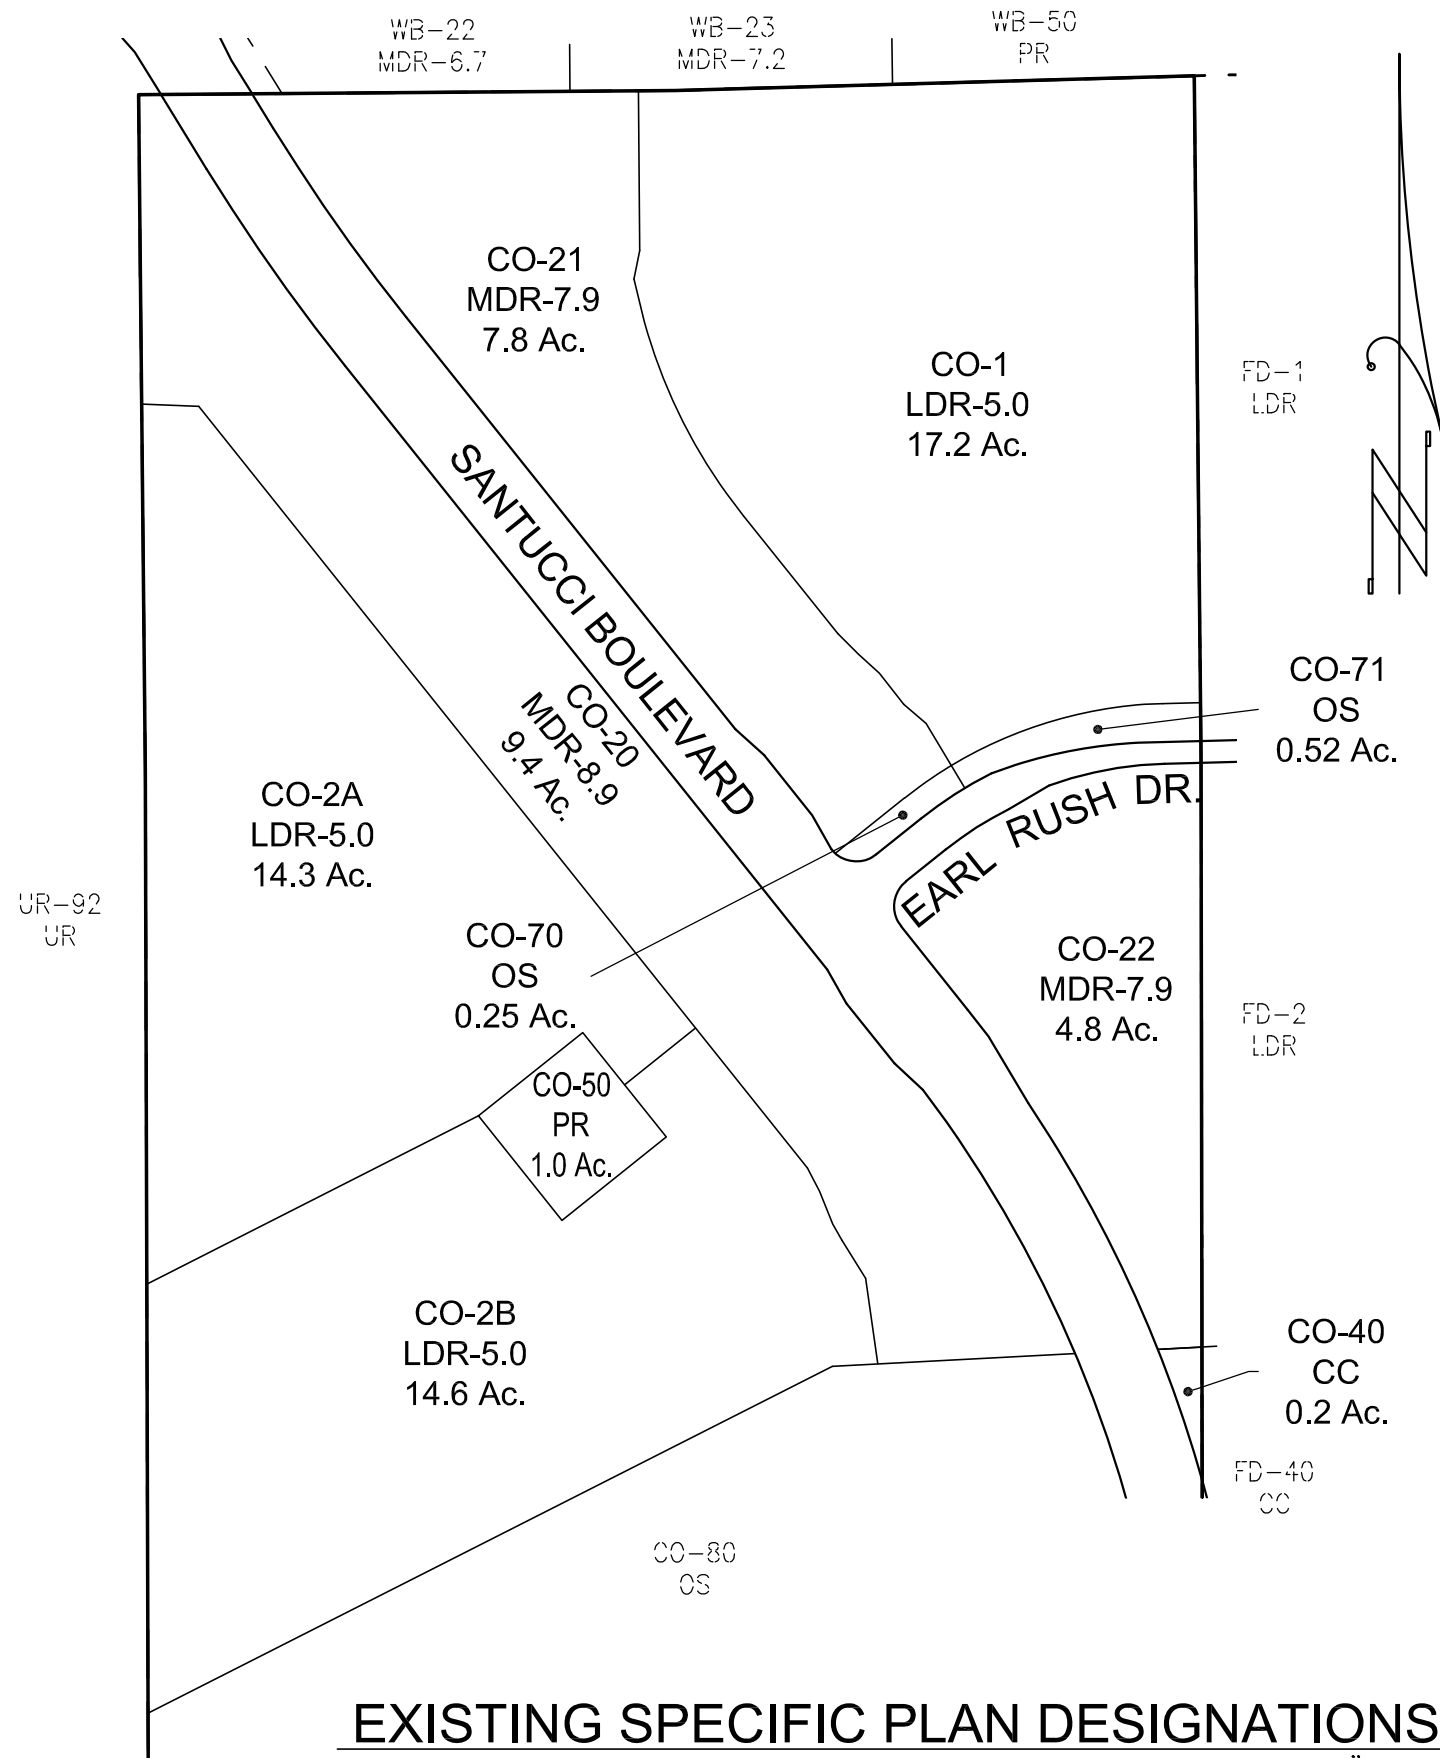 WB-22
MDR-6.7
WB-23
MDR-7.2
WB-50
PR
CO-21
MDR-7.9
7.8 Ac.
CO-1
LDR-5.0
17.2 Ac.
FD-1
LDR
SANTUCCI BOULEVARD
CO-71
OS
0.52 Ac.
CO-20
MDR-8.9
9.4 Ac.
CO-2A
LDR-5.0
14.3 Ac.
EARL RUSH DR.
UR-92
UR
CO-70
OS
0.25 Ac.
CO-22
MDR-7.9
4.8 Ac.
FD-2
LDR
CO-50
PR
1.0 Ac.
CO-2B
LDR-5.0
14.6 Ac.
CO-40
CC
0.2 Ac.
FD-40
CC
CO-80
OS
N
EXISTING SPECIFIC PLAN DESIGNATIONS